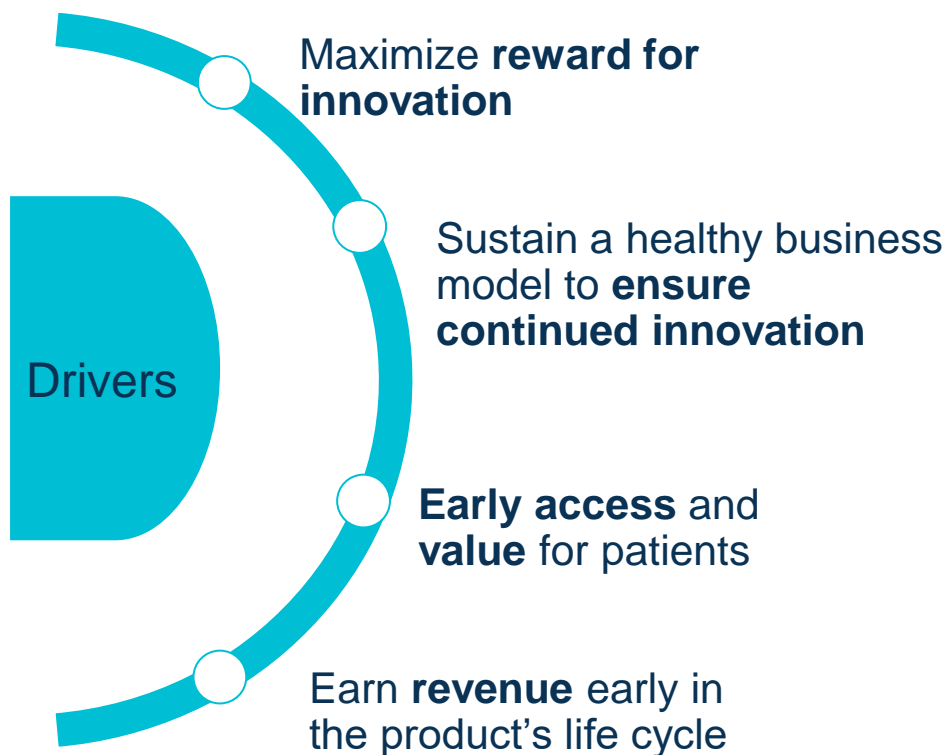 Maximize reward for
innovation
Sustain a healthy business
model to ensure
continued innovation
Drivers
Early access and
value for patients
Earn revenue early in
the product’s life cycle